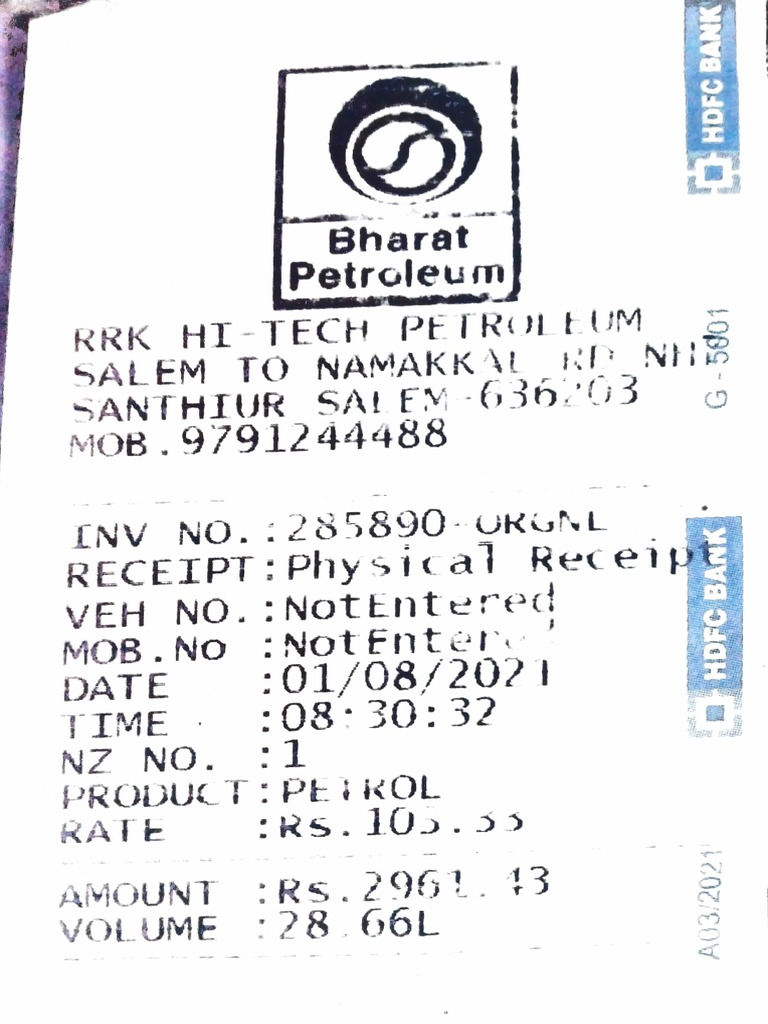 Bharat
Petroleum
RRK HI-TECH PETROLEUM
SALEM TO NAMAKKAL RD
SANTHIUR SALEM-636203
MOB.9791244488
INV NO.:285890-ORGNL
RECEIPT:Physical Receipt
VEH NO.:NotEntered
MOB.NO :NotEntered
DATE :01/08/2021
TIME :08:30:32
NZ NO. :1
PRODUCT:PETROL
RATE :Rs.103.33
AMOUNT :Rs.2961.43
VOLUME :28.66L
HDFC BANK
G - 5001
HDFC BANK
A03/2021